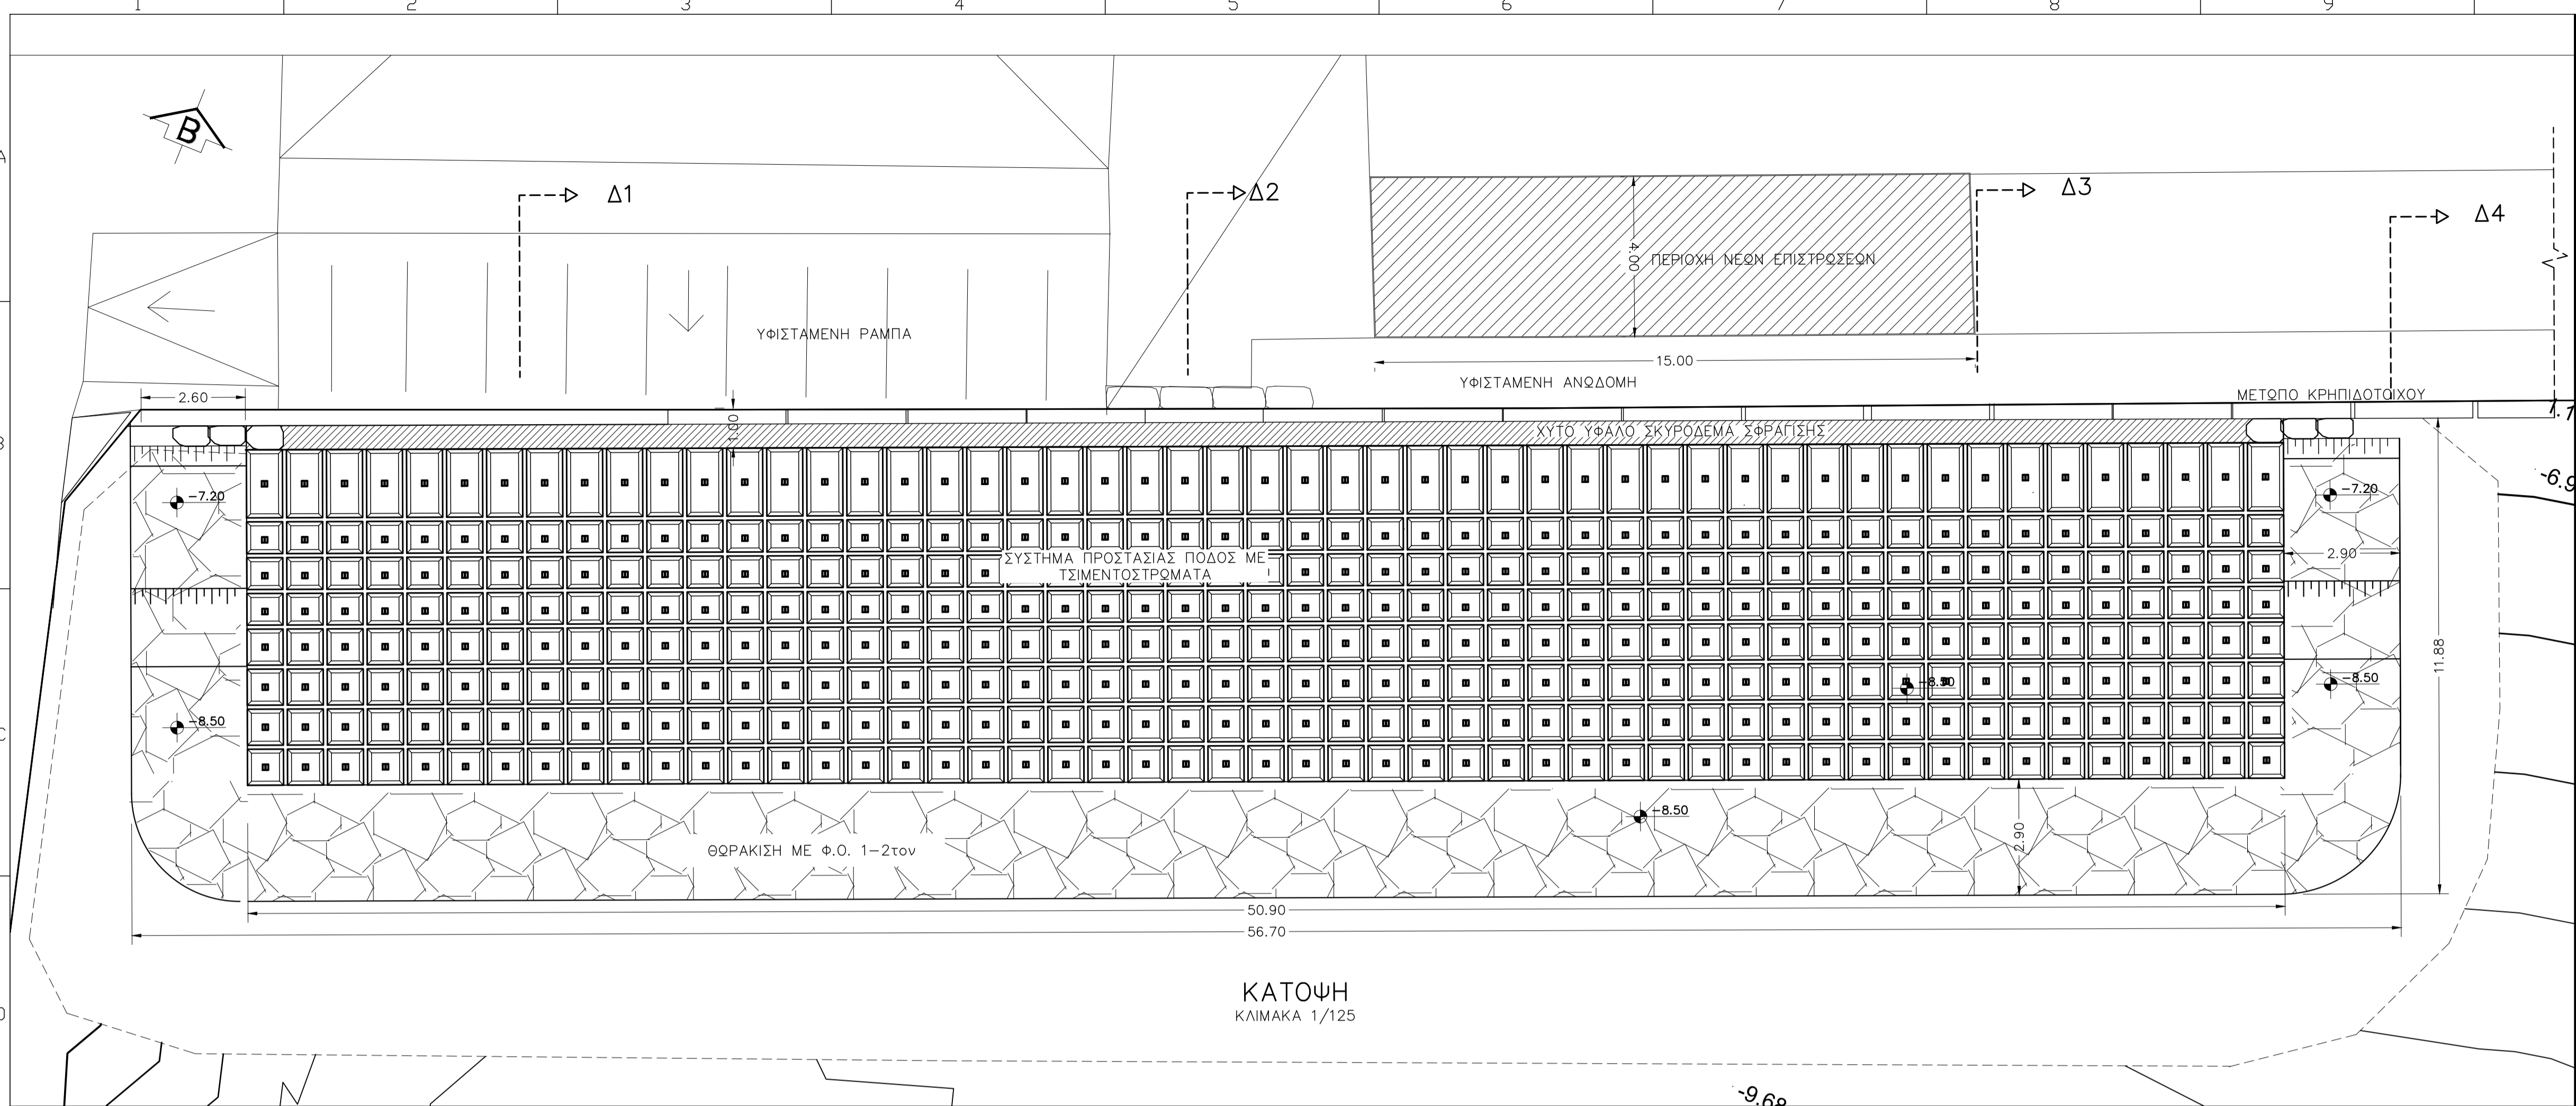 1 2 3 4 5 6 7 8 9
A
B
Δ1
Δ2
Δ3
Δ4
4.00
ΠΕΡΙΟΧΗ ΝΕΩΝ ΕΠΙΣΤΡΩΣΕΩΝ
ΥΦΙΣΤΑΜΕΝΗ ΡΑΜΠΑ
15.00
ΥΦΙΣΤΑΜΕΝΗ ΑΝΩΔΟΜΗ
ΜΕΤΩΠΟ ΚΡΗΠΙΔΟΤΟΙΧΟΥ
2.60
1.00
B
ΧΥΤΟ ΥΦΑΛΟ ΣΚΥΡΟΔΕΜΑ ΣΦΡΑΓΙΣΗΣ
-7.20
-7.20
-6.9
ΣΥΣΤΗΜΑ ΠΡΟΣΤΑΣΙΑΣ ΠΟΔΟΣ ΜΕ
ΤΣΙΜΕΝΤΟΣΤΡΩΜΑΤΑ
2.90
11.88
-8.50
-8.50
-8.50
C
-8.50
2.90
ΘΩΡΑΚΙΣΗ ΜΕ Φ.Ο. 1-2τον
50.90
56.70
ΚΑΤΟΨΗ
ΚΛΙΜΑΚΑ 1/125
D
-9.68